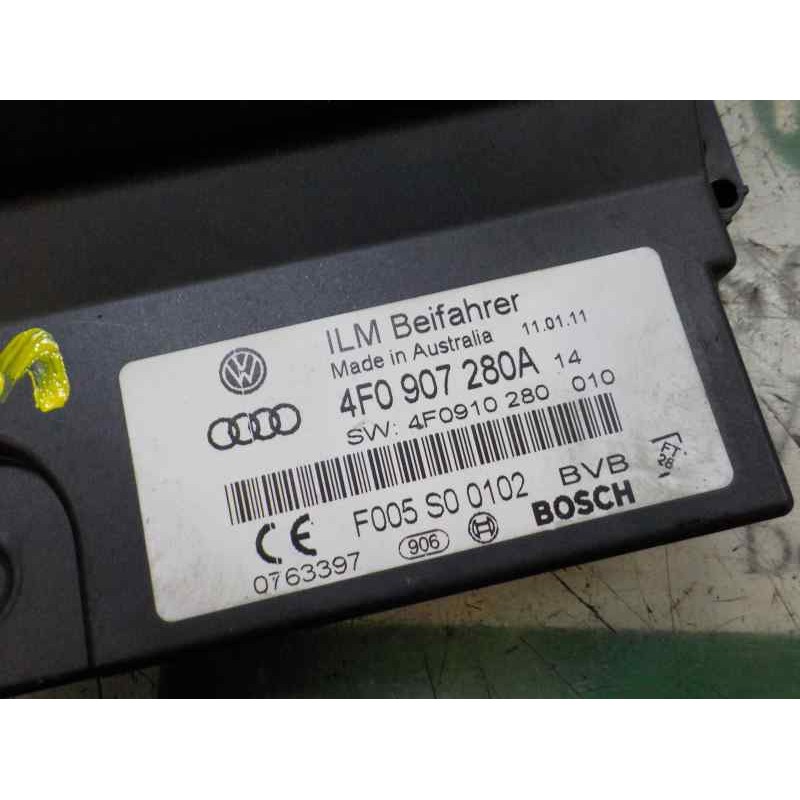 ILM Beifahrer
Made in Australia 11.01.11
4F0 907 280A 14
SW: 4F0910 280 010
F005 S0 0102 BVB
906 BOSCH
0763397